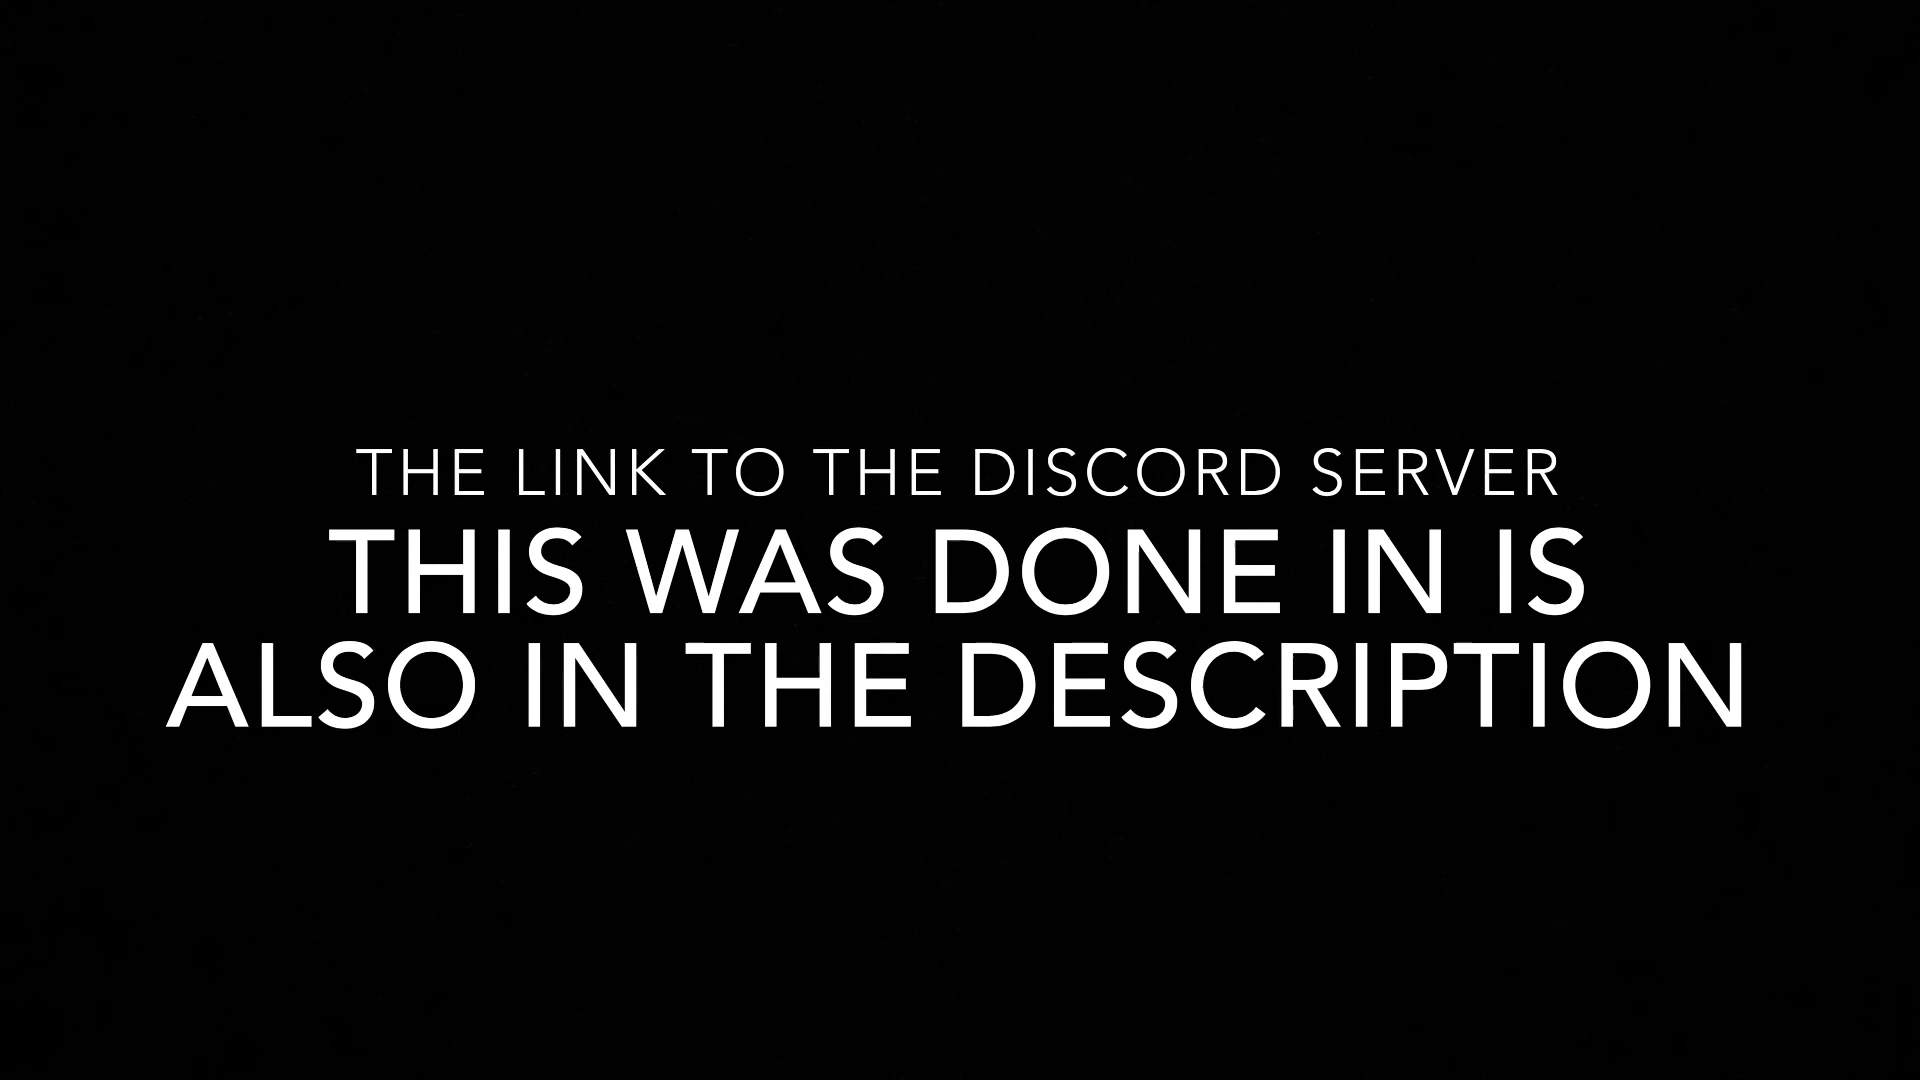 THE LINK TO THE DISCORD SERVER
THIS WAS DONE IN IS
ALSO IN THE DESCRIPTION